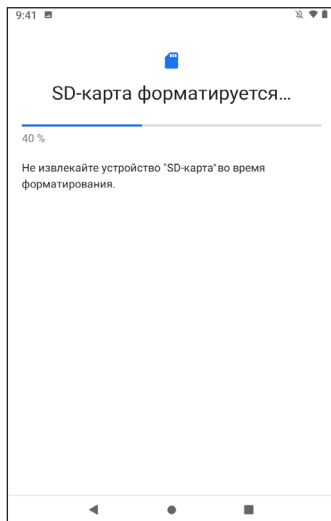 9:41
SD-карта форматируется...
40 %
Не извлекайте устройство "SD-карта" во время
форматирования.